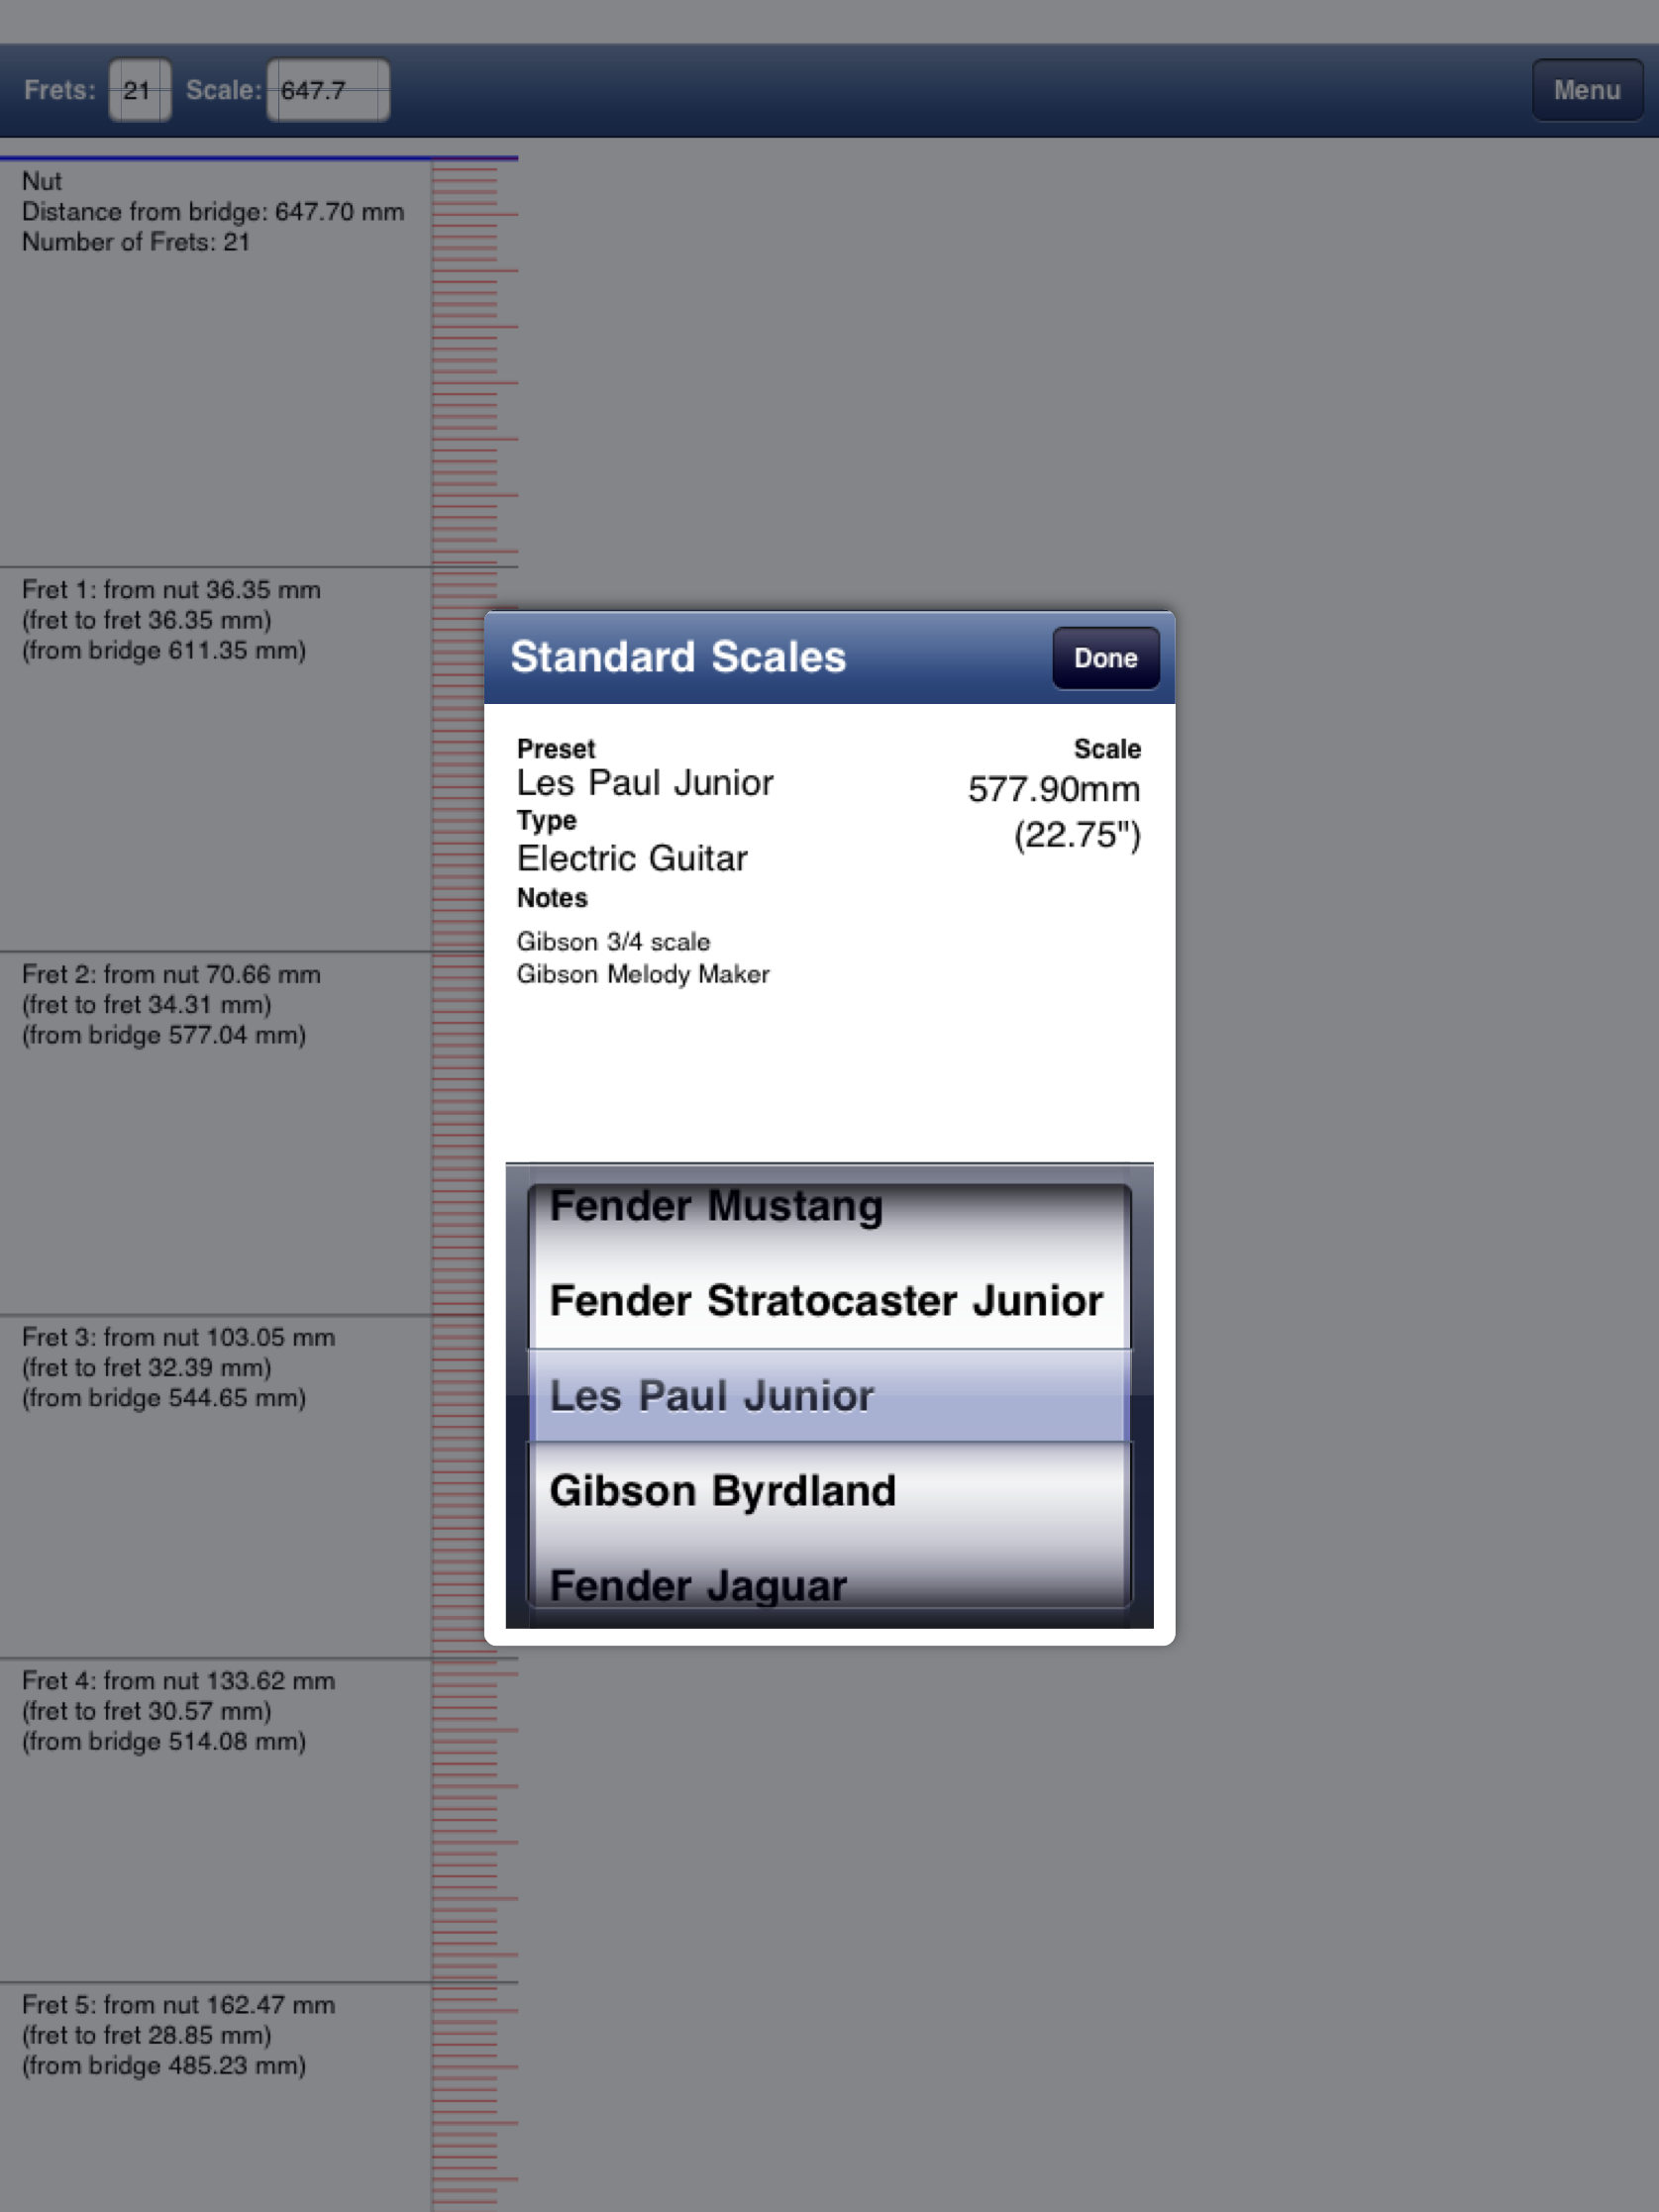 Frets: 21 Scale: 647.7 Menu
Nut
Distance from bridge: 647.70 mm
Number of Frets: 21
Fret 1: from nut 36.35 mm
(fret to fret 36.35 mm)
(from bridge 611.35 mm)
Fret 2: from nut 70.66 mm
(fret to fret 34.31 mm)
(from bridge 577.04 mm)
Fret 3: from nut 103.05 mm
(fret to fret 32.39 mm)
(from bridge 544.65 mm)
Fret 4: from nut 133.62 mm
(fret to fret 30.57 mm)
(from bridge 514.08 mm)
Fret 5: from nut 162.47 mm
(fret to fret 28.85 mm)
(from bridge 485.23 mm)
Standard Scales Done
Preset Scale
Les Paul Junior 577.90mm
Type (22.75")
Electric Guitar
Notes
Gibson 3/4 scale
Gibson Melody Maker
Fender Mustang
Fender Stratocaster Junior
Les Paul Junior
Gibson Byrdland
Fender Jaguar